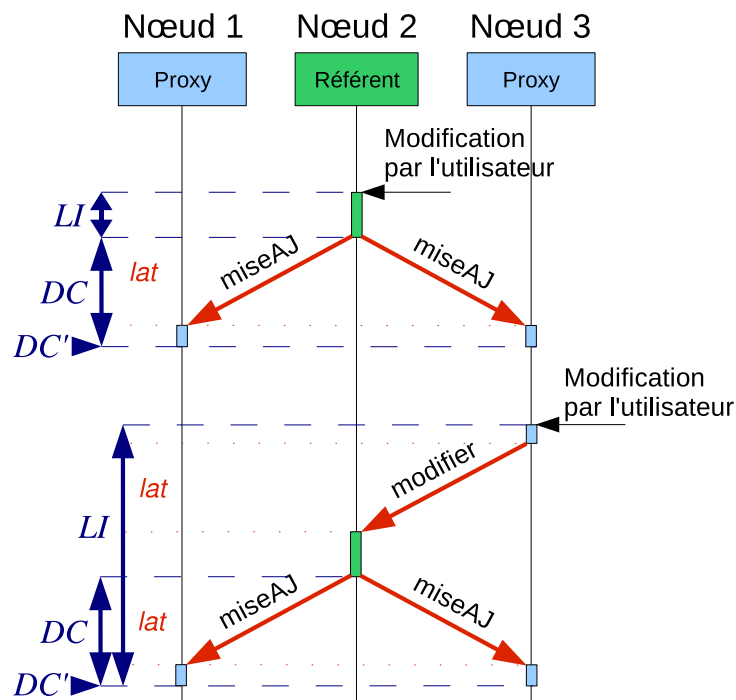 Nœud 1
Nœud 2
Nœud 3
Proxy
Référent
Proxy
Modification
par l'utilisateur
LI
miseAJ
miseAJ
lat
DC
DC'
Modification
par l'utilisateur
modifier
lat
LI
miseAJ
miseAJ
lat
DC
DC'